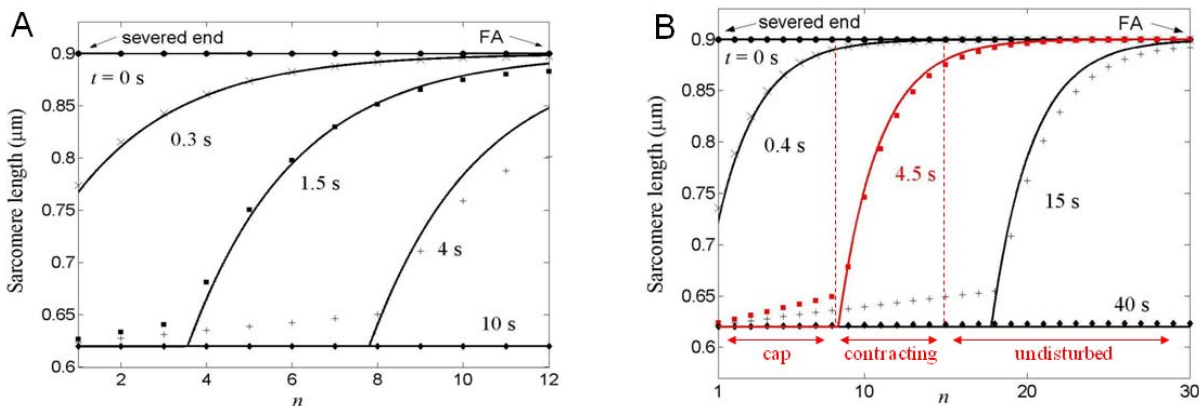 A
severed end
FA
t = 0 s
0.3 s
1.5 s
4 s
10 s
0.9
0.85
0.8
0.75
0.7
0.65
0.6
2
4
6
8
10
12
Sarcomere length (μm)
n
B
severed end
FA
t = 0 s
0.4 s
4.5 s
15 s
40 s
cap
contracting
undisturbed
0.9
0.85
0.8
0.75
0.7
0.65
0.6
1
10
20
30
Sarcomere length (μm)
n